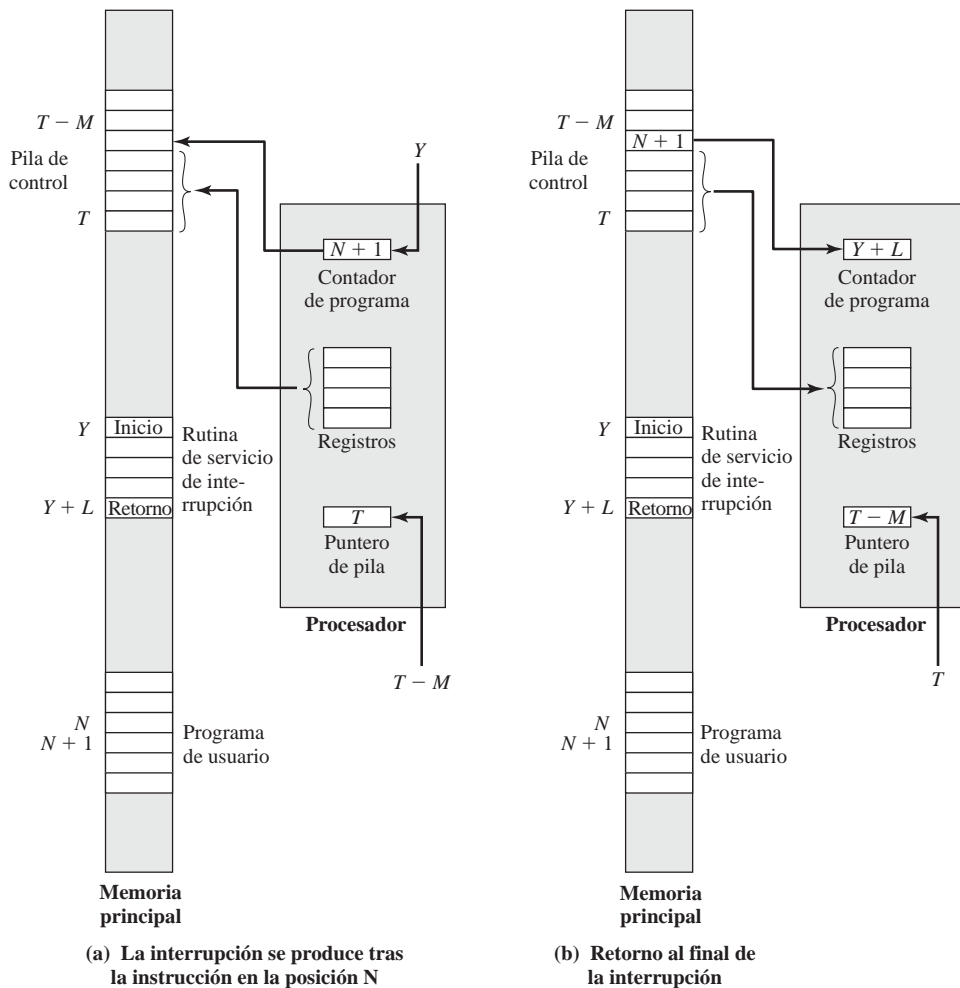 T − M
Pila de
control
T
Y
N + 1
Contador
de programa
Registros
Y
Inicio
Rutina
de servicio
de inte-
rrupción
Y + L
Retorno
T
Puntero
de pila
Procesador
T − M
N
N + 1
Programa
de usuario
Memoria
principal
(a) La interrupción se produce tras
la instrucción en la posición N
T − M
N + 1
Pila de
control
T
Y + L
Contador
de programa
Registros
Y
Inicio
Rutina
de servicio
de inte-
rrupción
Y + L
Retorno
T − M
Puntero
de pila
Procesador
T
N
N + 1
Programa
de usuario
Memoria
principal
(b) Retorno al final de
la interrupción